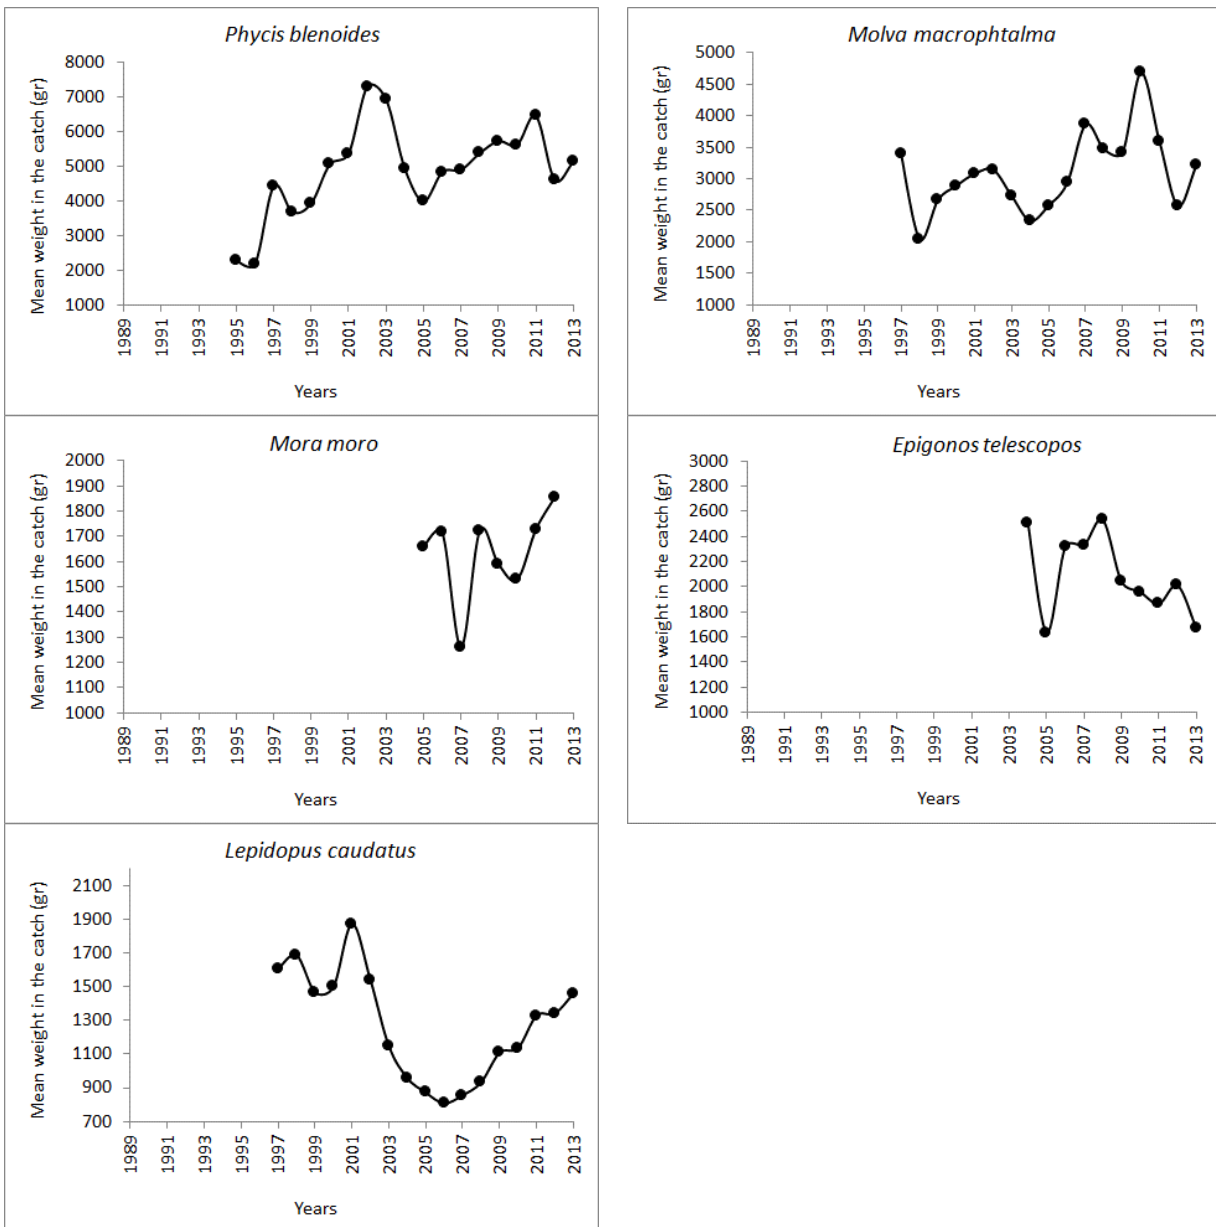 Phycis blenoides
Mean weight in the catch (gr)
8000
7000
6000
5000
4000
3000
2000
1000
1989 1991 1993 1995 1997 1999 2001 2003 2005 2007 2009 2011 2013
Years
Molva macrophtalma
Mean weight in the catch (gr)
5000
4500
4000
3500
3000
2500
2000
1500
1000
1989 1991 1993 1995 1997 1999 2001 2003 2005 2007 2009 2011 2013
Years
Mora moro
Mean weight in the catch (gr)
2000
1900
1800
1700
1600
1500
1400
1300
1200
1100
1000
1989 1991 1993 1995 1997 1999 2001 2003 2005 2007 2009 2011 2013
Years
Epigonos telescopos
Mean weight in the catch (gr)
3000
2800
2600
2400
2200
2000
1800
1600
1400
1200
1000
1989 1991 1993 1995 1997 1999 2001 2003 2005 2007 2009 2011 2013
Years
Lepidopus caudatus
Mean weight in the catch (gr)
2100
1900
1700
1500
1300
1100
900
700
1989 1991 1993 1995 1997 1999 2001 2003 2005 2007 2009 2011 2013
Years